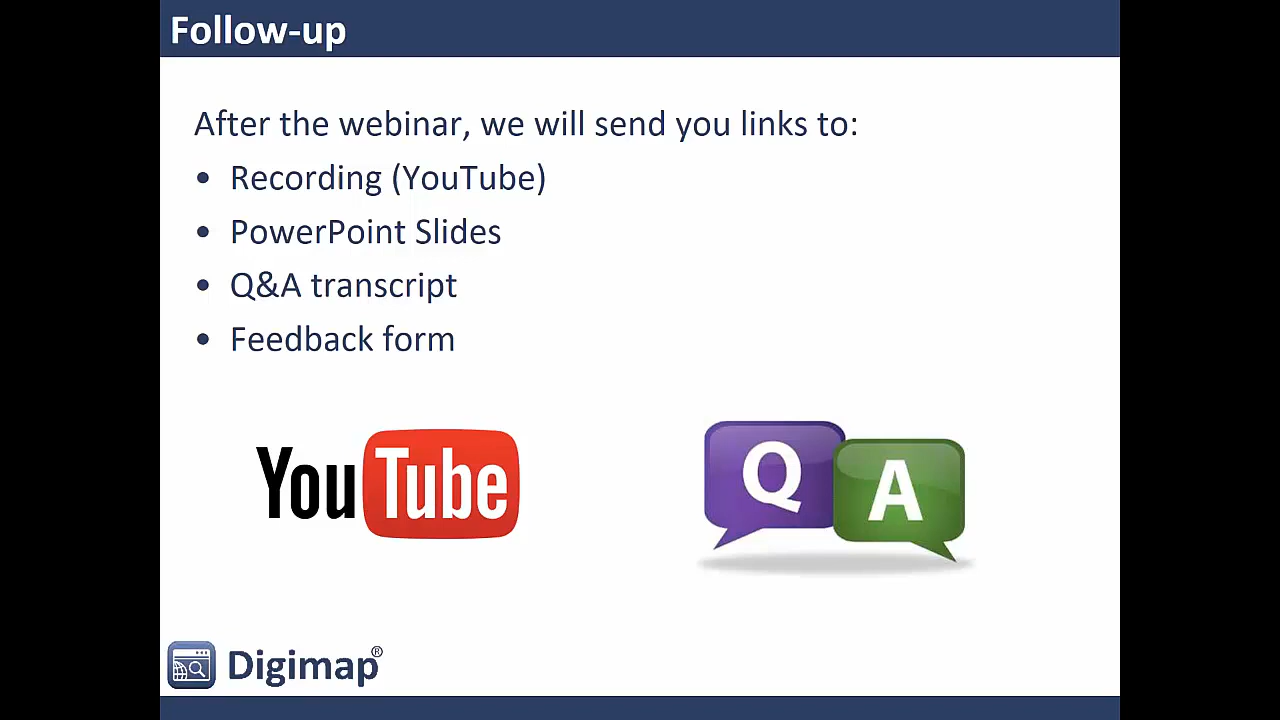 Follow-up
After the webinar, we will send you links to:
• Recording (YouTube)
• PowerPoint Slides
• Q&A transcript
• Feedback form
YouTube
Q A
Digimap®